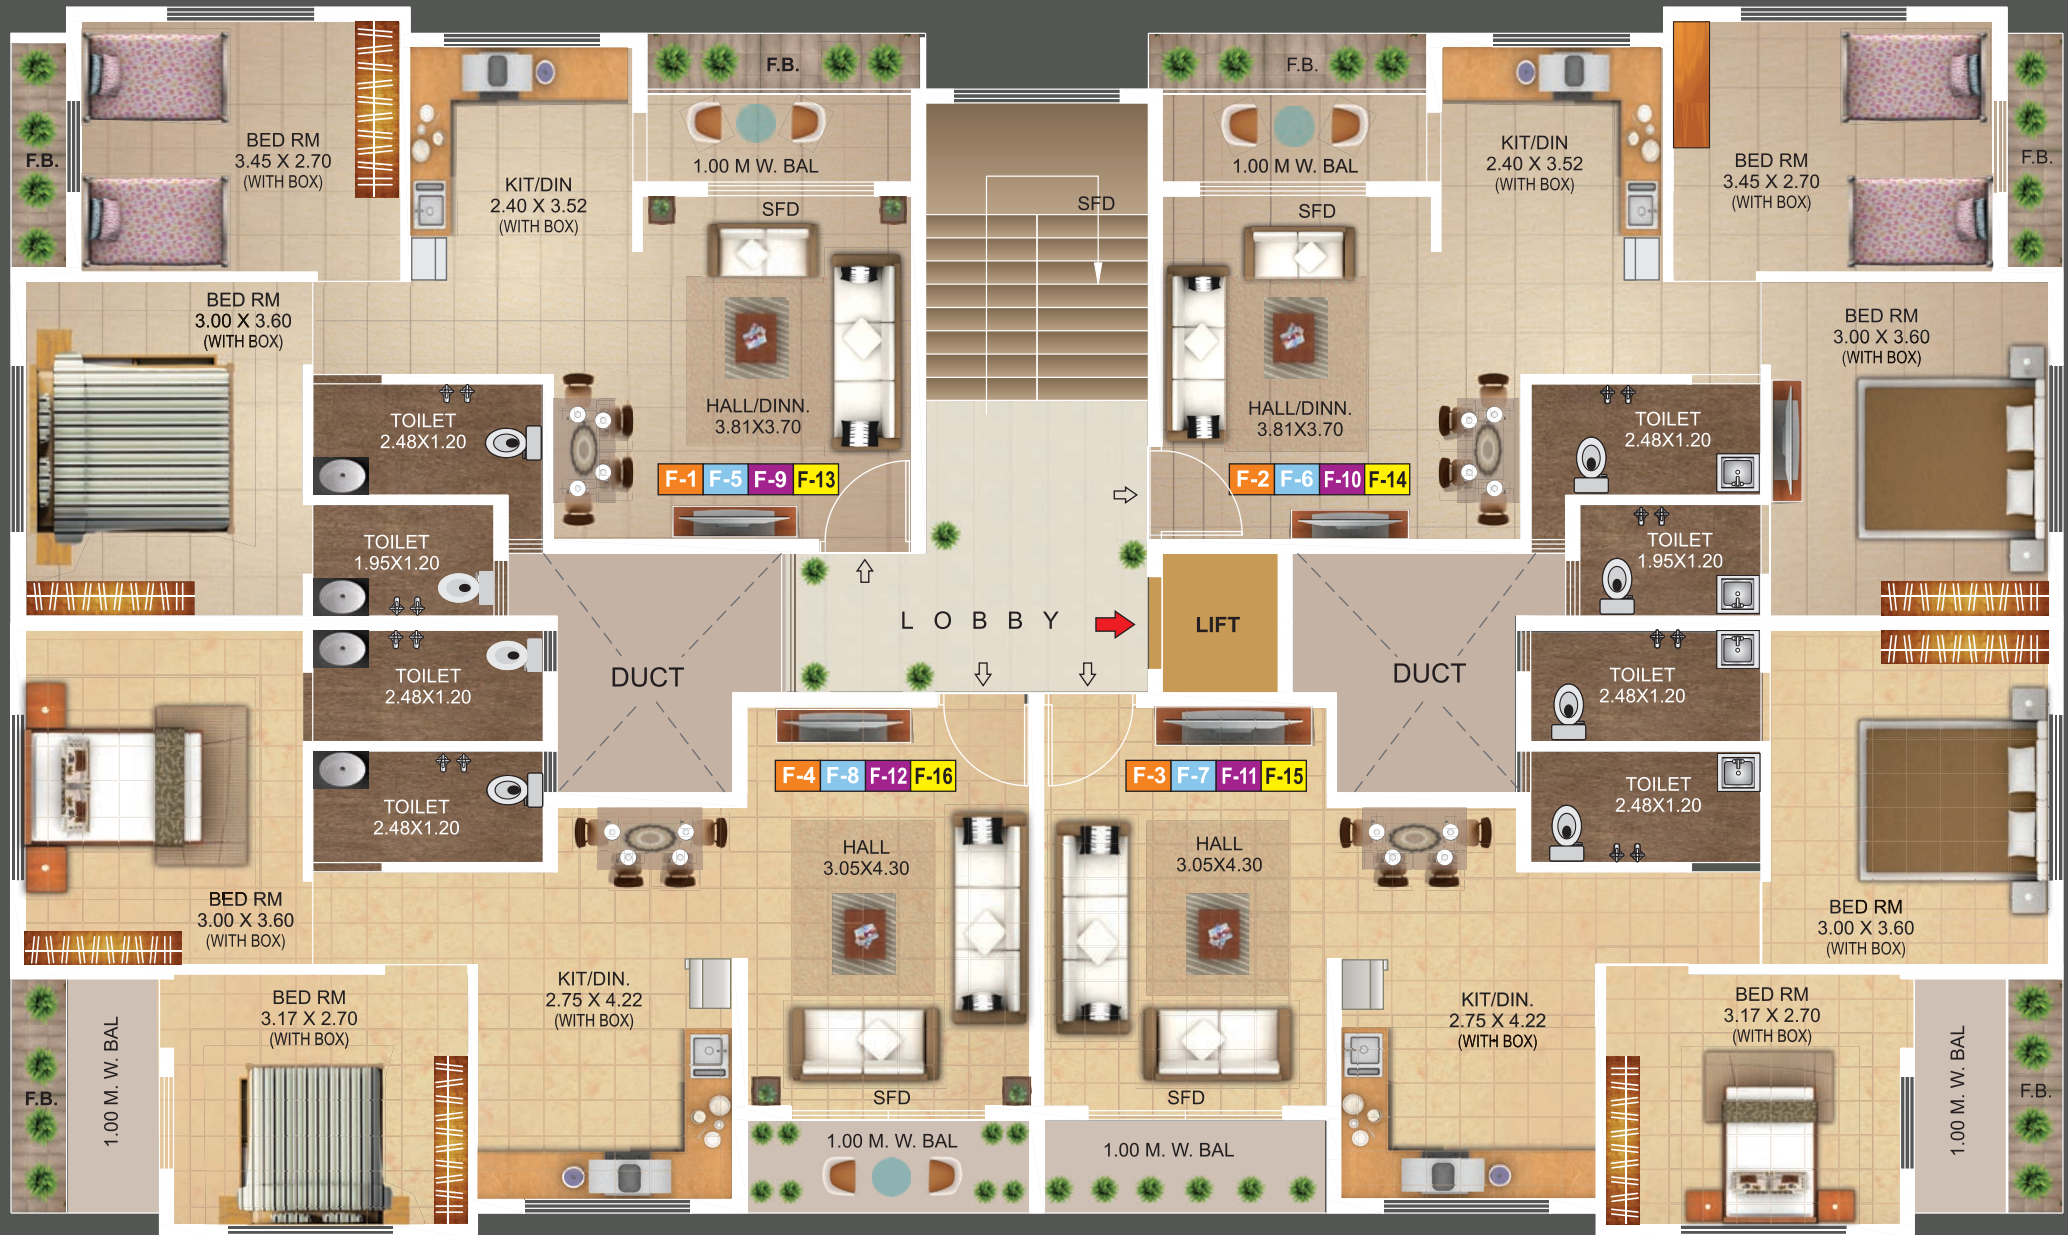 F.B.
F.B.
1.00 M W. BAL
1.00 M W. BAL
BED RM
3.45 X 2.70
(WITH BOX)
F.B.
KIT/DIN
2.40 X 3.52
(WITH BOX)
SFD
SFD
SFD
KIT/DIN
2.40 X 3.52
(WITH BOX)
BED RM
3.45 X 2.70
(WITH BOX)
F.B.
BED RM
3.00 X 3.60
(WITH BOX)
BED RM
3.00 X 3.60
(WITH BOX)
TOILET
2.48X1.20
HALL/DINN.
3.81X3.70
F-1 F-5 F-9 F-13
HALL/DINN.
3.81X3.70
F-2 F-6 F-10 F-14
TOILET
2.48X1.20
TOILET
1.95X1.20
TOILET
1.95X1.20
LOBBY
LIFT
TOILET
2.48X1.20
DUCT
DUCT
TOILET
2.48X1.20
TOILET
2.48X1.20
F-4 F-8 F-12 F-16
F-3 F-7 F-11 F-15
TOILET
2.48X1.20
HALL
3.05X4.30
HALL
3.05X4.30
BED RM
3.00 X 3.60
(WITH BOX)
BED RM
3.00 X 3.60
(WITH BOX)
F.B.
1.00 M. W. BAL
BED RM
3.17 X 2.70
(WITH BOX)
KIT/DIN.
2.75 X 4.22
(WITH BOX)
SFD
1.00 M. W. BAL
SFD
1.00 M. W. BAL
KIT/DIN.
2.75 X 4.22
(WITH BOX)
BED RM
3.17 X 2.70
(WITH BOX)
1.00 M. W. BAL
F.B.